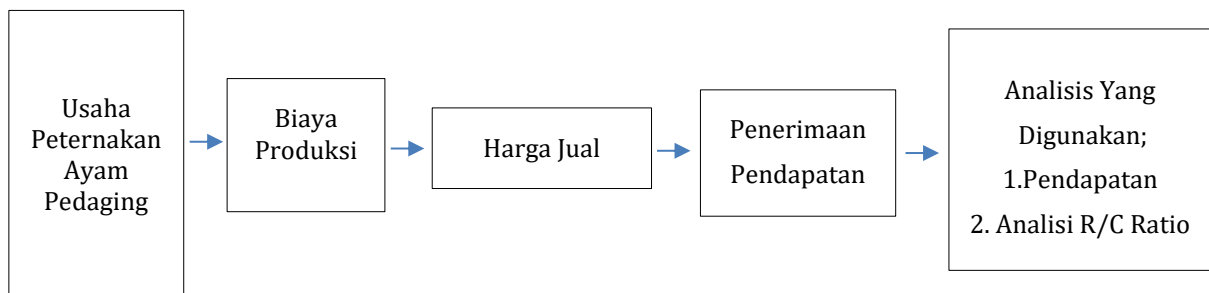 Usaha
Peternakan
Ayam
Pedaging
Biaya
Produksi
Harga Jual
Penerimaan
Pendapatan
Analisis Yang
Digunakan;
1.Pendapatan
2. Analisi R/C Ratio